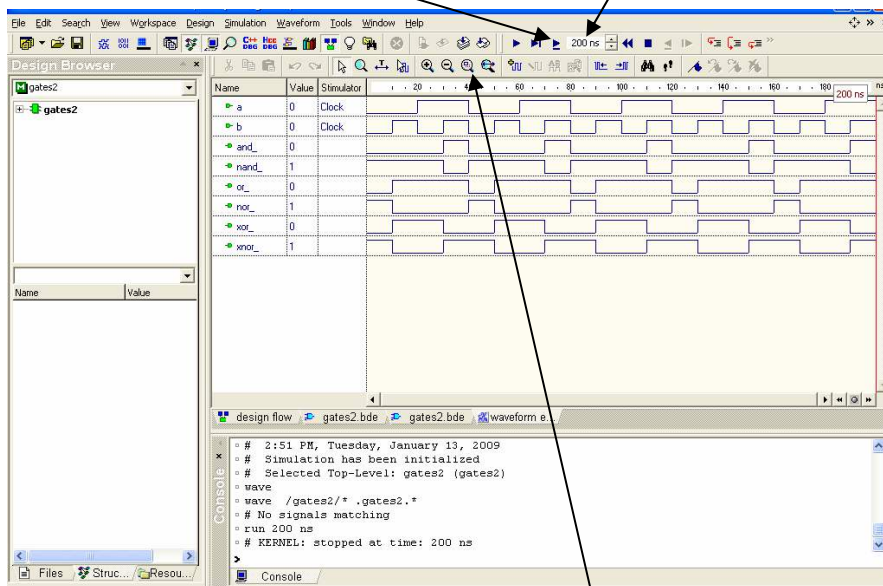 File Edit Search View Workspace Design Simulation Waveform Tools Window Help
200 ns
Design Browser
gates2
gates2
Name Value
Name Value Stimulator 20 60 80 100 120 140 160 180 ns
200 ns
a 0 Clock
b 0 Clock
and_
nand_ 1
or_ 0
nor_ 1
xor_ 0
xnor_ 1
design flow gates2.bde gates2.bde waveform e...
# 2:51 PM, Tuesday, January 13, 2009
# Simulation has been initialized
# Selected Top-Level: gates2 (gates2)
wave
wave /gates2/* .gates2.*
# No signals matching
run 200 ns
# KERNEL: stopped at time: 200 ns
>
Console
Console
Files Struc... Resou...